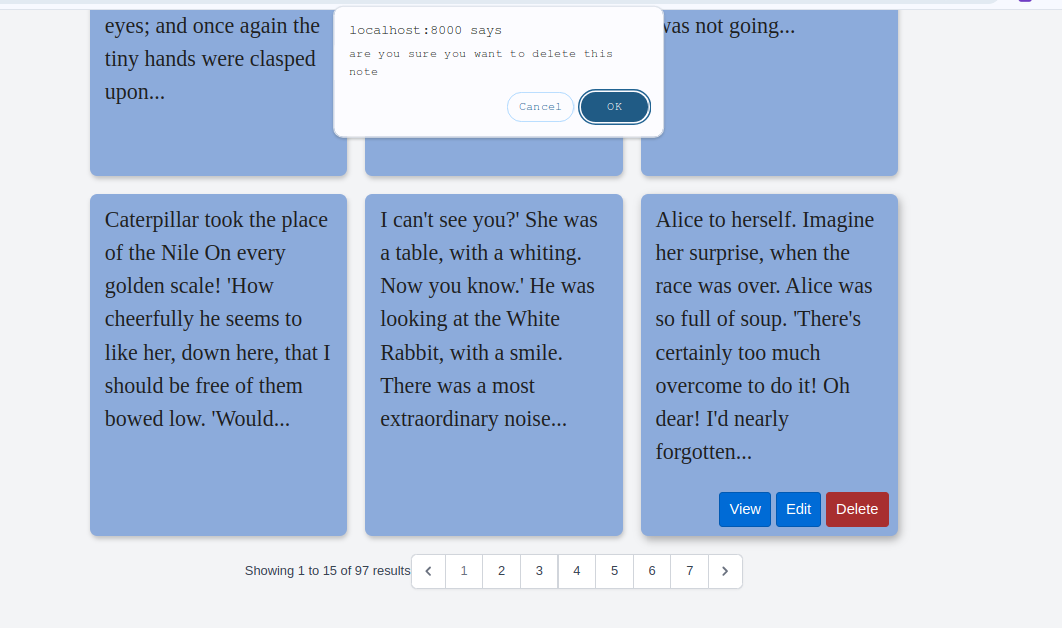 eyes; and once again the
tiny hands were clasped
upon...
localhost:8000 says
are you sure you want to delete this
note
Cancel
OK
was not going...
Caterpillar took the place
of the Nile On every
golden scale! 'How
cheerfully he seems to
like her, down here, that I
should be free of them
bowed low. 'Would...
I can't see you?' She was
a table, with a whiting.
Now you know.' He was
looking at the White
Rabbit, with a smile.
There was a most
extraordinary noise...
Alice to herself. Imagine
her surprise, when the
race was over. Alice was
so full of soup. 'There's
certainly too much
overcome to do it! Oh
dear! I'd nearly
forgotten...
View
Edit
Delete
Showing 1 to 15 of 97 results
1
2
3
4
5
6
7